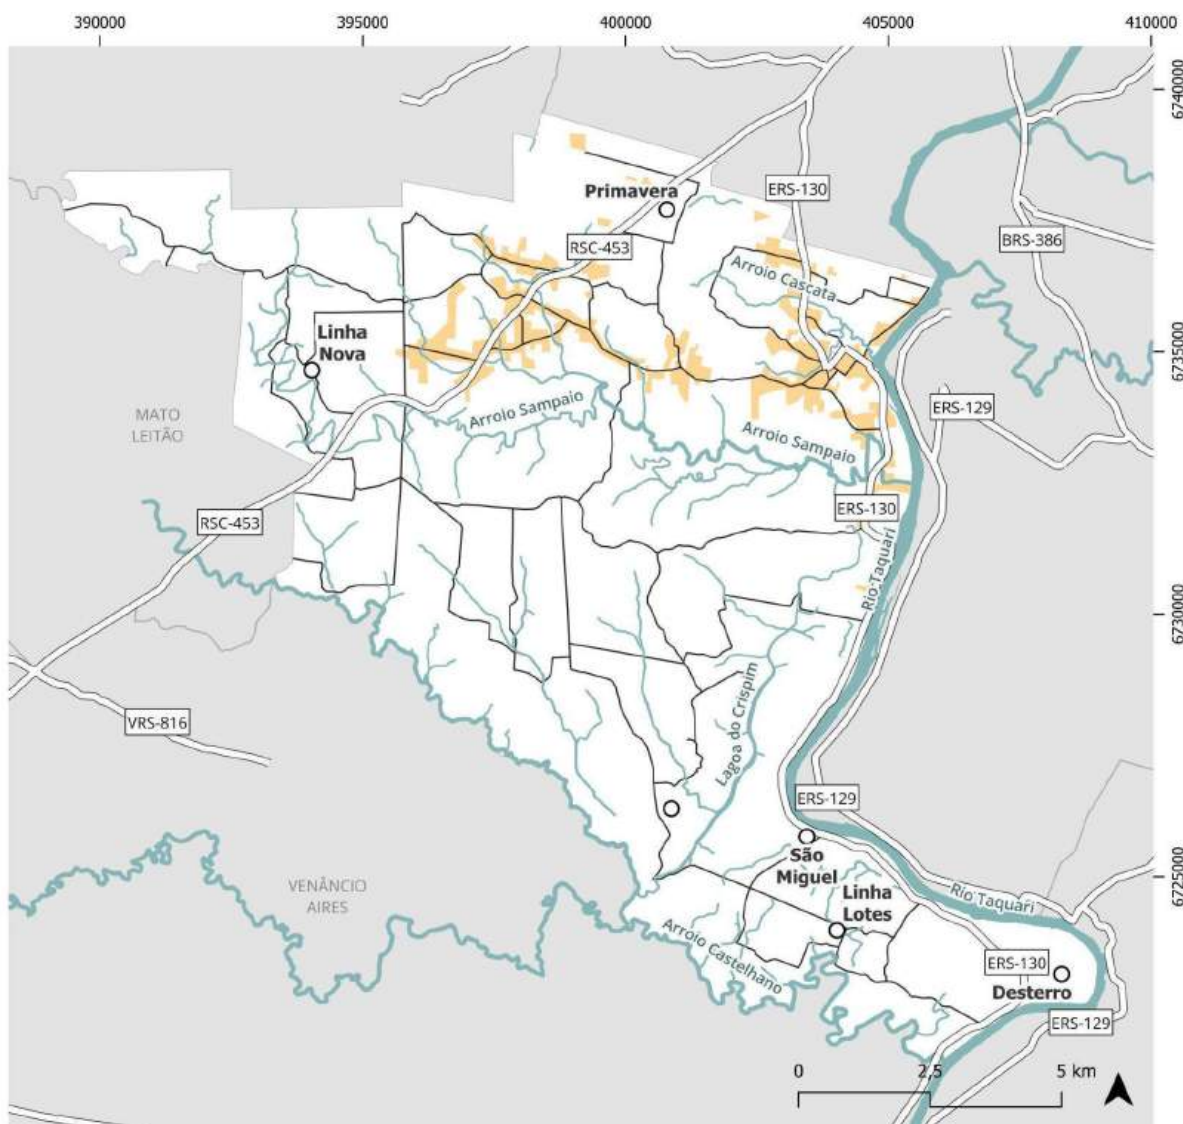 390000
395000
400000
405000
410000
6740000
Primavera
ERS-130
RSC-453
BRS-386
Arroio Cascata
Linha
Nova
6735000
Arroio Sampaio
ERS-129
MATO
LEITÃO
Arroio Sampaio
RSC-453
ERS-130
Rio Taquari
6730000
VRS-816
Lagoa do Crispim
ERS-129
São
Miguel
6725000
VENÂNCIO
AIRES
Linha
Lotes
Rio Taquari
Arroio Castelhano
ERS-130
Desterro
ERS-129
0
2,5
5 km